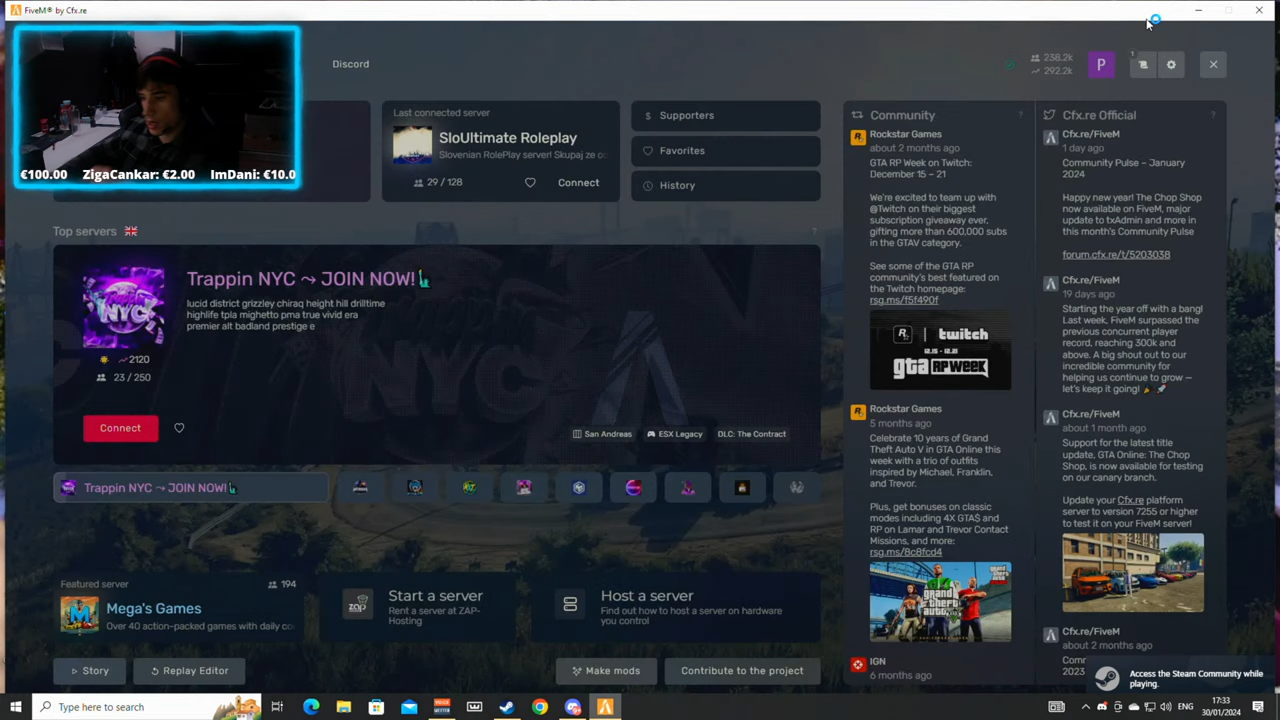 FiveM® by Cfx.re
Discord
238.2k
292.2k
P
1
€100.00 ZigaCankar: €2.00 ImDani: €10.0
Last connected server
SloUltimate Roleplay
Slovenian RolePlay server! Skupaj ze
29 / 128
Connect
Supporters
Favorites
History
Top servers
Trappin NYC ⤳ JOIN NOW!
lucid district grizzley chiraq height hill drilltime
highlife tpla mighetto pma true vivid era
premier alt badland prestige e
2120
23 / 250
Connect
San Andreas
ESX Legacy
DLC: The Contract
Trappin NYC ⤳ JOIN NOW!
Featured server
194
Mega's Games
Over 40 action-packed games with daily
Start a server
Rent a server at ZAP-
Hosting
Host a server
Find out how to host a server on hardware
you control
Story
Replay Editor
Make mods
Contribute to the project
Community
?
Rockstar Games
about 2 months ago
GTA RP Week on Twitch:
December 15 – 21
We're excited to team up with
@Twitch on their biggest
subscription giveaway ever,
gifting more than 600,000 subs
in the GTAV category.
See some of the GTA RP
community's best featured on
the Twitch homepage:
rsg.ms/f5f490f
R twitch
12.15 - 12.21
gta RP WEEK
Rockstar Games
5 months ago
Celebrate 10 years of Grand
Theft Auto V in GTA Online this
week with a trio of outfits
inspired by Michael, Franklin,
and Trevor.
Plus, get bonuses on classic
modes including 4X GTA$ and
RP on Lamar and Trevor Contact
Missions, and more:
rsg.ms/8c8fcd4
grand
theft
auto
IGN
6 months ago
Cfx.re Official
?
Cfx.re/FiveM
1 day ago
Community Pulse – January
2024
Happy new year! The Chop Shop
now available on FiveM, major
update to txAdmin and more in
this month's Community Pulse
forum.cfx.re/t/5203038
Cfx.re/FiveM
19 days ago
Starting the year off with a bang!
Last week, FiveM surpassed the
previous concurrent player
record, reaching 300k and
above. A big shout out to our
incredible community for
helping us continue to grow —
let's keep it going!
Cfx.re/FiveM
about 1 month ago
Support for the latest title
update, GTA Online: The Chop
Shop, is now available for testing
on our canary branch.
Update your Cfx.re platform
server to version 7255 or higher
to test it on your FiveM server!
Cfx.re/FiveM
about 2 months ago
2023
Access the Steam Community while
playing.
Type here to search
ENG
17:33
30/01/2024